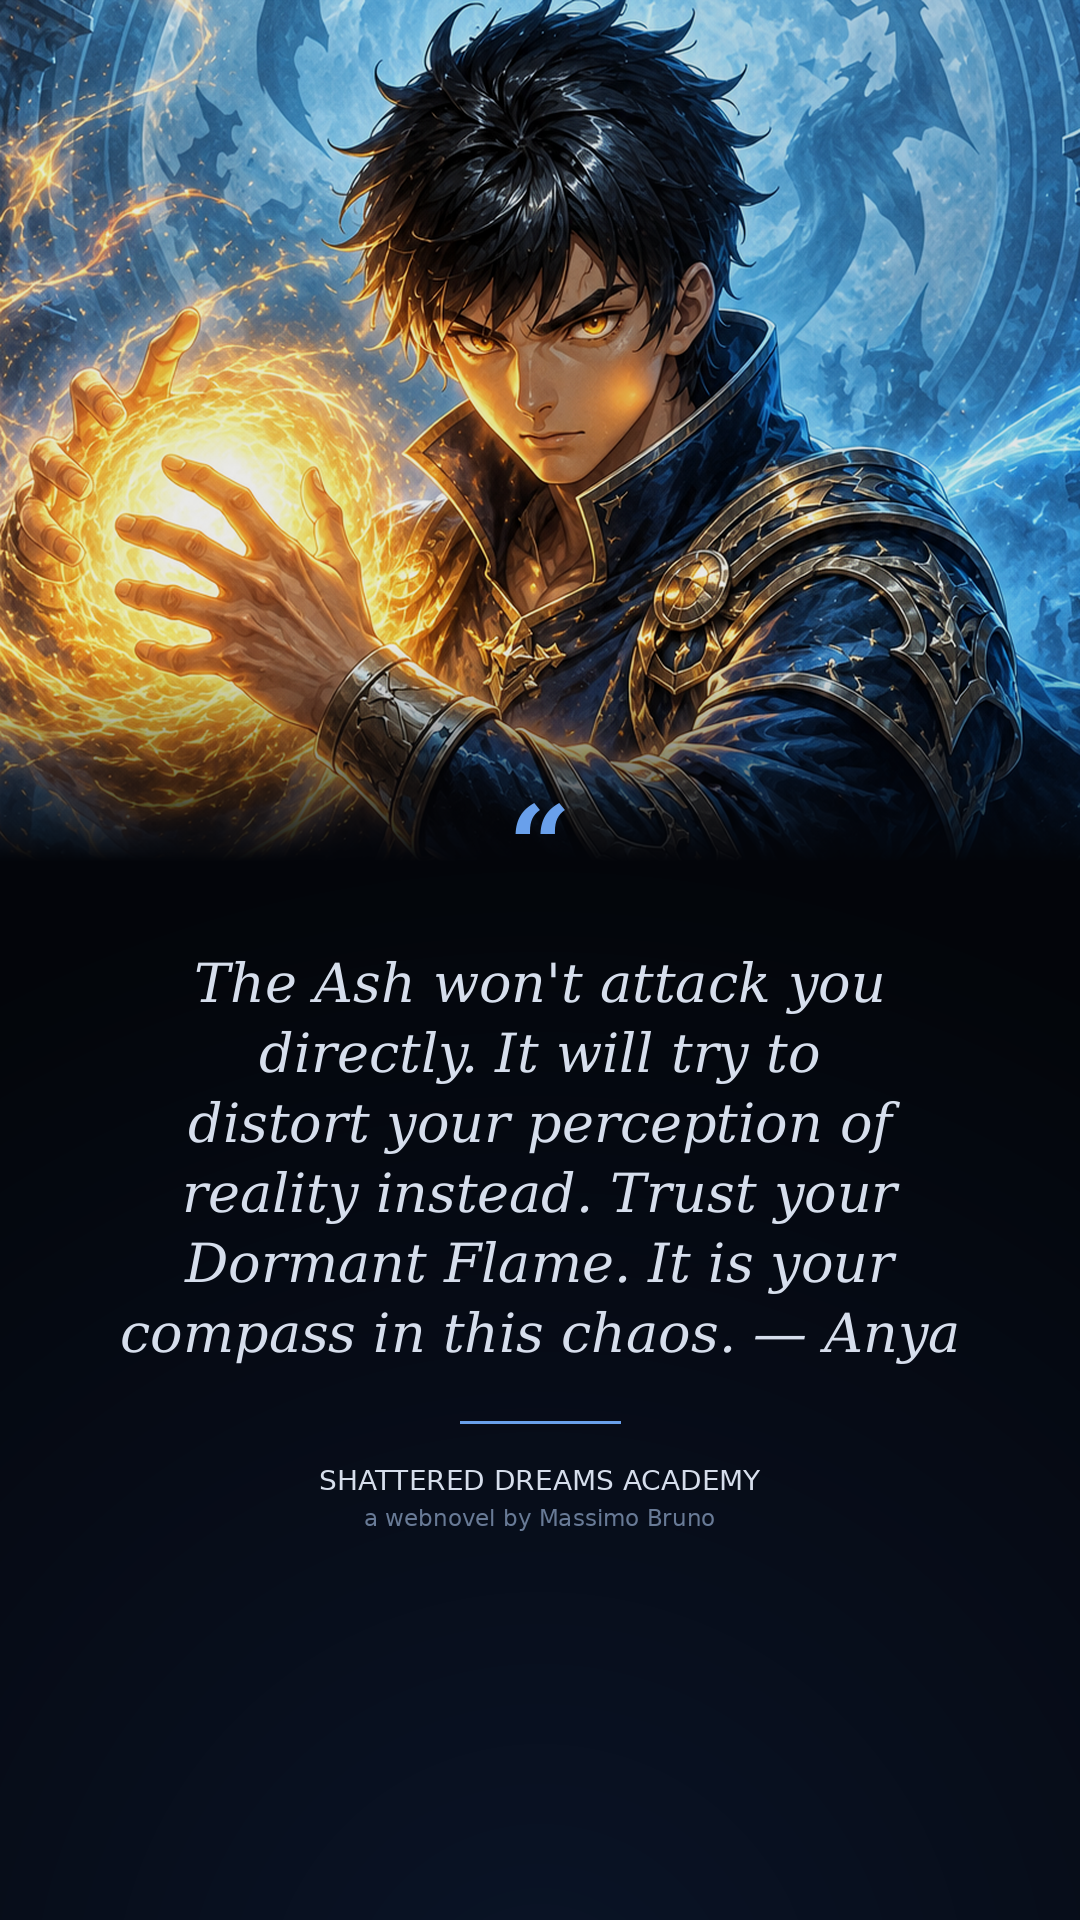 “
The Ash won't attack you
directly. It will try to
distort your perception of
reality instead. Trust your
Dormant Flame. It is your
compass in this chaos. — Anya
SHATTERED DREAMS ACADEMY
a webnovel by Massimo Bruno